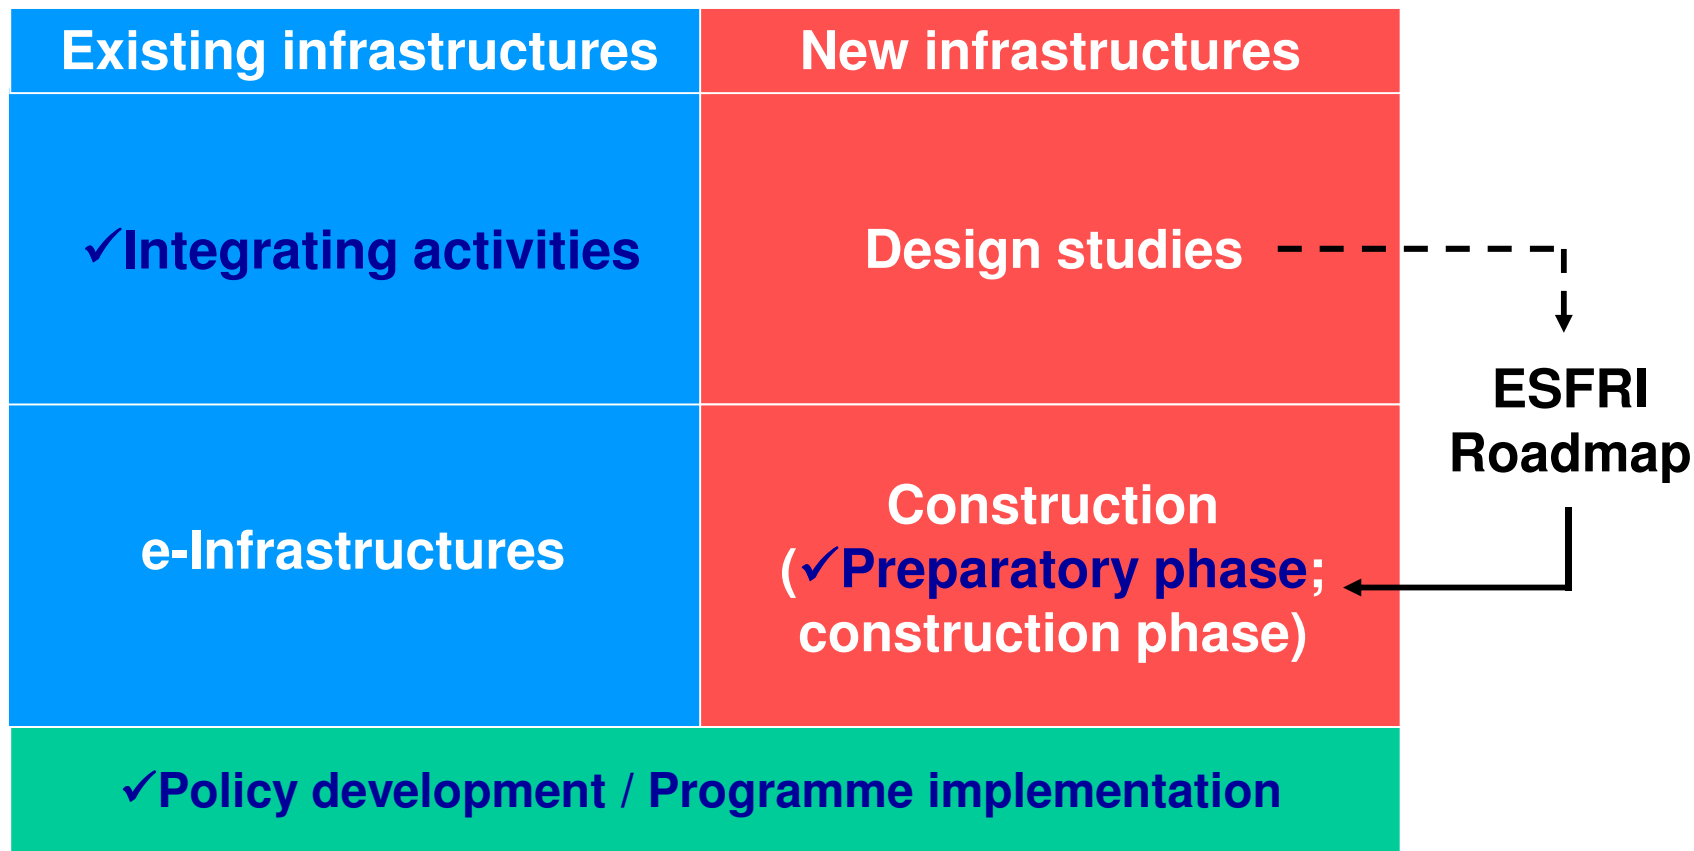 Existing infrastructures
New infrastructures
✓Integrating activities
Design studies
ESFRI
Roadmap
e-Infrastructures
Construction
(✓Preparatory phase;
construction phase)
✓Policy development / Programme implementation